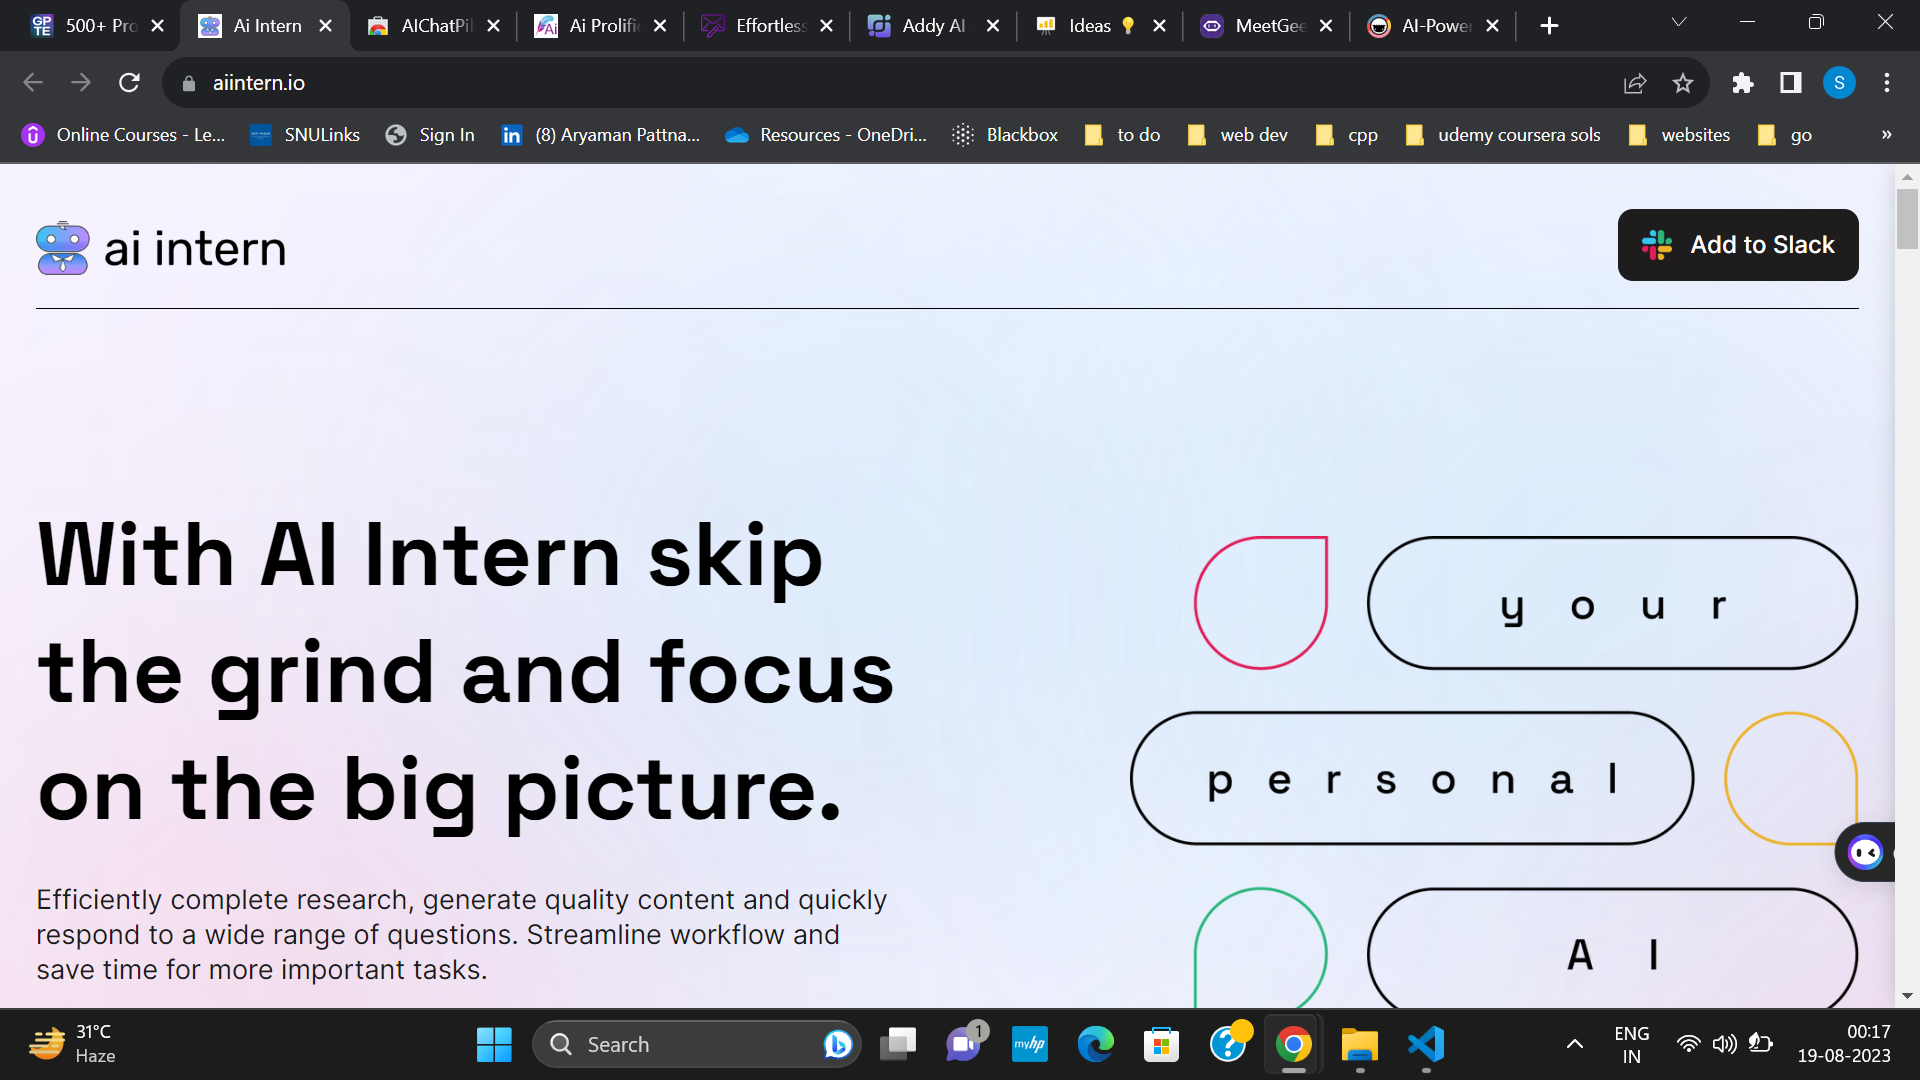 500+ Pro
Ai Intern
AIChatPil
Ai Prolific
Effortless
Addy AI -
Ideas
MeetGee
AI-Power
aiintern.io
S
Online Courses - Le...
SNULinks
Sign In
(8) Aryaman Pattna...
Resources - OneDri...
Blackbox
to do
web dev
cpp
udemy coursera sols
websites
go
»
ai intern
Add to Slack
With AI Intern skip
the grind and focus
on the big picture.
Efficiently complete research, generate quality content and quickly
respond to a wide range of questions. Streamline workflow and
save time for more important tasks.
your
personal
AI
31°C
Haze
Search
1
myhp
ENG
IN
00:17
19-08-2023